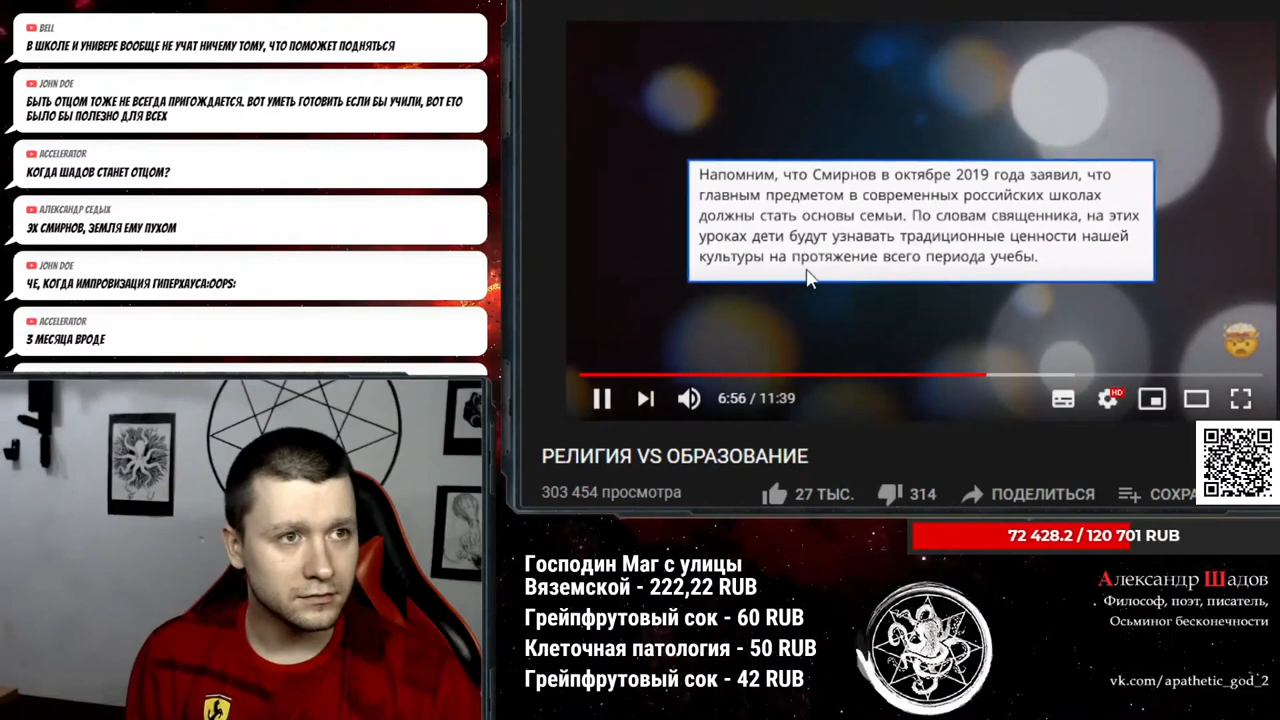 BELL
В ШКОЛЕ И УНИВЕРЕ ВООБЩЕ НЕ УЧАТ НИЧЕМУ ТОМУ, ЧТО ПОМОЖЕТ ПОДНЯТЬСЯ
JOHN DOE
БЫТЬ ОТЦОМ ТОЖЕ НЕ ВСЕГДА ПРИГОЖДАЕТСЯ. ВОТ УМЕТЬ ГОТОВИТЬ ЕСЛИ БЫ УЧИЛИ, ВОТ ЕТО
БЫЛО БЫ ПОЛЕЗНО ДЛЯ ВСЕХ
ACCELERATOR
КОГДА ШАДОВ СТАНЕТ ОТЦОМ?
АЛЕКСАНДР СЕДЫХ
ЭХ СМИРНОВ, ЗЕМЛЯ ЕМУ ПУХОМ
JOHN DOE
ЧЕ, КОГДА ИМПРОВИЗАЦИЯ ГИПЕРХАУСА:OOPS:
ACCELERATOR
3 МЕСЯЦА ВРОДЕ
Напомним, что Смирнов в октябре 2019 года заявил, что
главным предметом в современных российских школах
должны стать основы семьи. По словам священника, на этих
уроках дети будут узнавать традиционные ценности нашей
культуры на протяжение всего периода учебы.
6:56 / 11:39
HD
РЕЛИГИЯ VS ОБРАЗОВАНИЕ
303 454 просмотра
27 ТЫС.
314
ПОДЕЛИТЬСЯ
СОХРА
72 428.2 / 120 701 RUB
Господин Маг с улицы
Вяземской - 222,22 RUB
Грейпфрутовый сок - 60 RUB
Клеточная патология - 50 RUB
Грейпфрутовый сок - 42 RUB
Александр Шадов
Философ, поэт, писатель,
Осьминог бесконечности
vk.com/apathetic_god_2